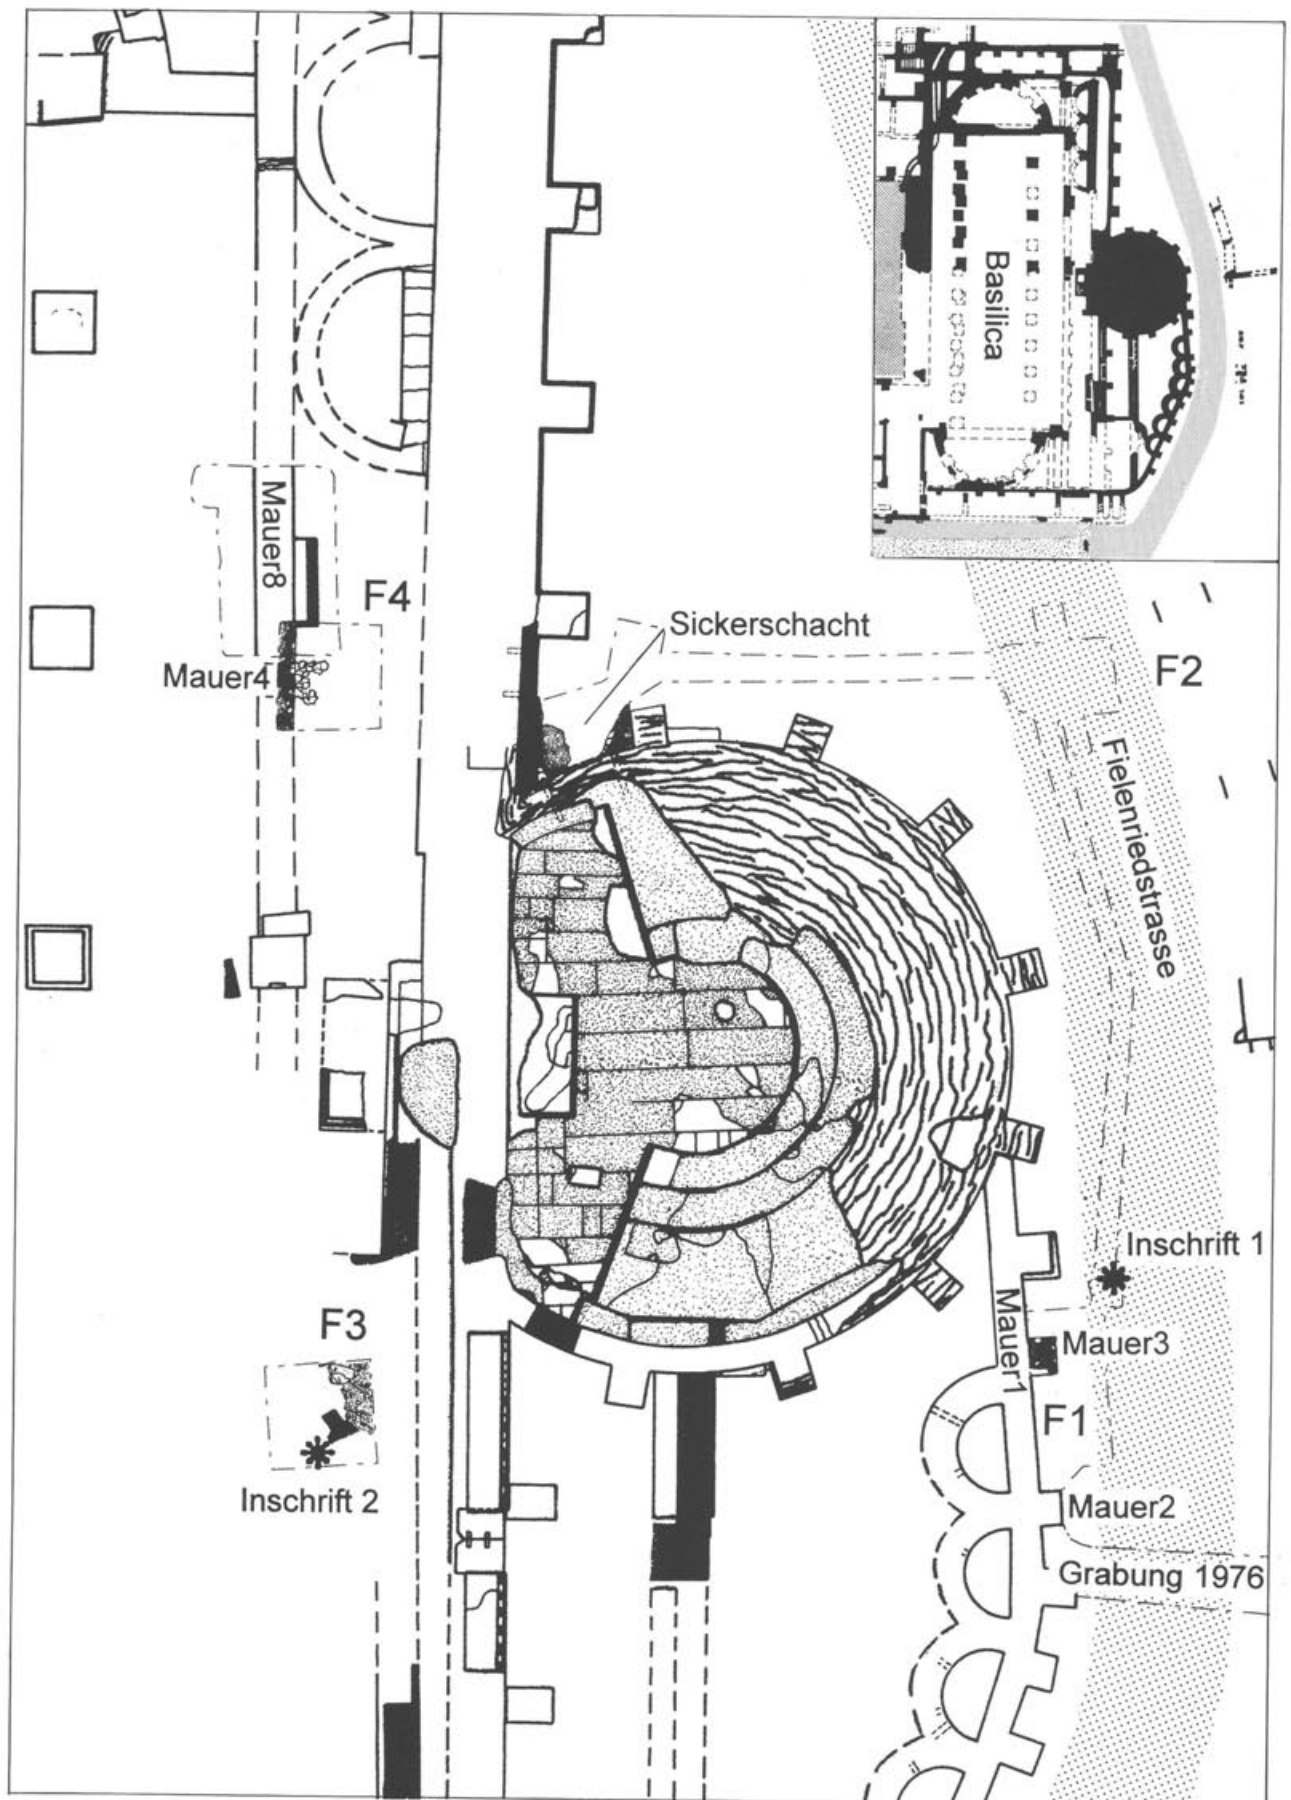 Basilica
Mauer8
F4
Sickerschacht
Mauer4
F2
Fielenriedstrasse
Inschrift 1
Mauer1
Mauer3
F3
F1
Inschrift 2
Mauer2
Grabung 1976